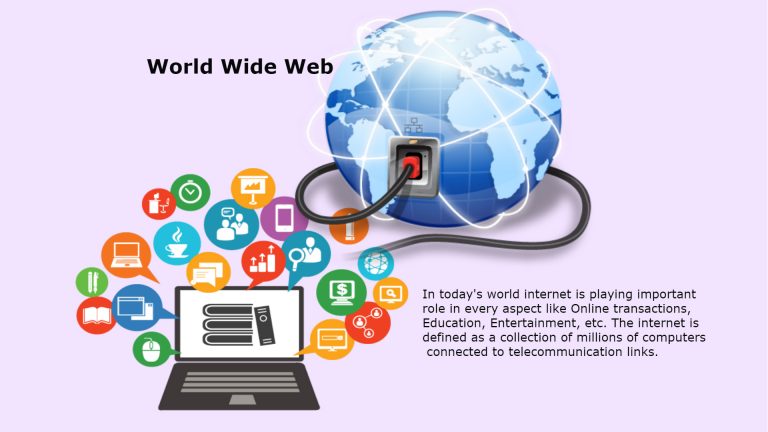 World Wide Web
In today's world internet is playing important
role in every aspect like Online transactions,
Education, Entertainment, etc. The internet is
defined as a collection of millions of computers
connected to telecommunication links.